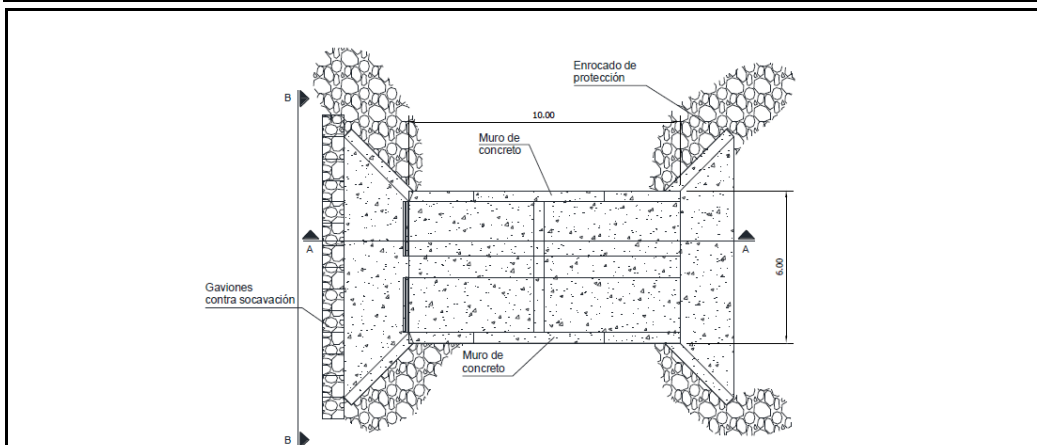 Enrocado de
protección
B
10.00
Muro de
concreto
A
A
6.00
Gaviones
contra socavación
Muro de
concreto
B